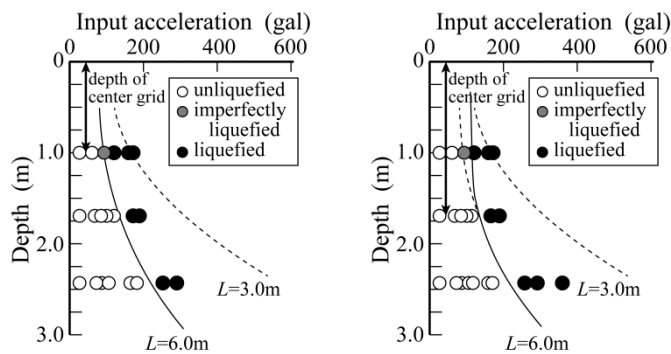 Input acceleration (gal)
0 200 400 600
depth of
center grid
unliquefied
imperfectly
liquefied
liquefied
1.0
2.0
3.0
Depth (m)
L=3.0m
L=6.0m
Input acceleration (gal)
0 200 400 600
depth of
center grid
unliquefied
imperfectly
liquefied
liquefied
1.0
2.0
3.0
Depth (m)
L=3.0m
L=6.0m